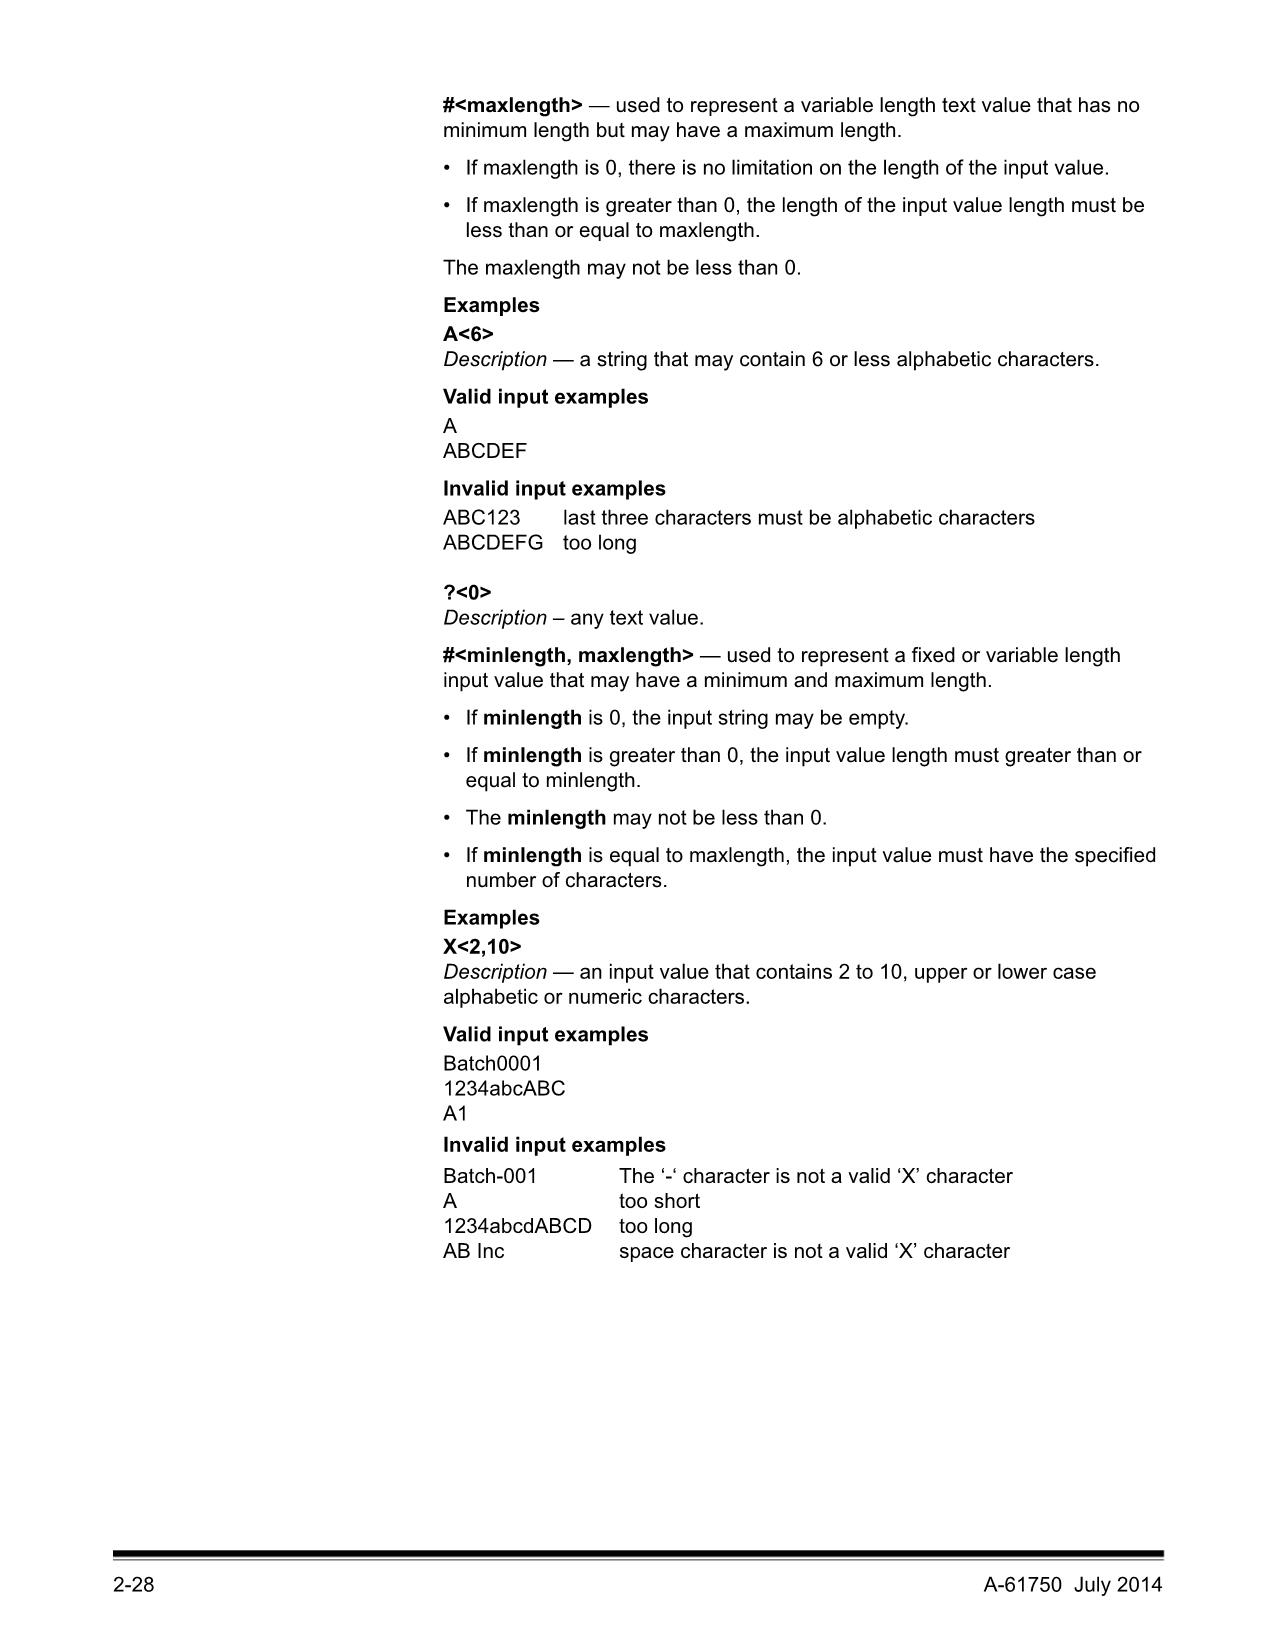 #<maxlength> — used to represent a variable length text value that has no
minimum length but may have a maximum length.
• If maxlength is 0, there is no limitation on the length of the input value.
• If maxlength is greater than 0, the length of the input value length must be
less than or equal to maxlength.
The maxlength may not be less than 0.
Examples
A<6>
Description — a string that may contain 6 or less alphabetic characters.
Valid input examples
A
ABCDEF
Invalid input examples
ABC123 last three characters must be alphabetic characters
ABCDEFG too long
?<0>
Description – any text value.
#<minlength, maxlength> — used to represent a fixed or variable length
input value that may have a minimum and maximum length.
• If minlength is 0, the input string may be empty.
• If minlength is greater than 0, the input value length must greater than or
equal to minlength.
• The minlength may not be less than 0.
• If minlength is equal to maxlength, the input value must have the specified
number of characters.
Examples
X<2,10>
Description — an input value that contains 2 to 10, upper or lower case
alphabetic or numeric characters.
Valid input examples
Batch0001
1234abcABC
A1
Invalid input examples
Batch-001 The ‘-‘ character is not a valid ‘X’ character
A too short
1234abcdABCD too long
AB Inc space character is not a valid ‘X’ character
2-28 A-61750 July 2014